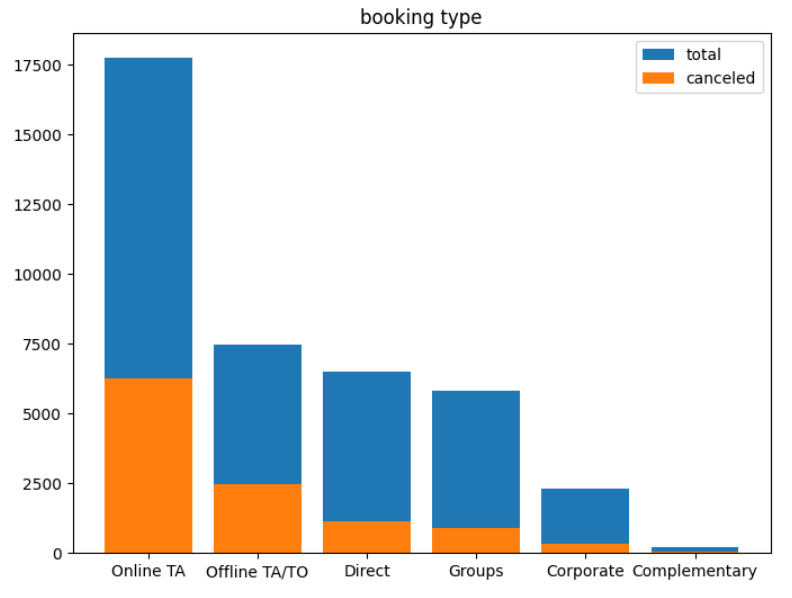 booking type
total
canceled
17500
15000
12500
10000
7500
5000
2500
0
Online TA Offline TA/TO Direct Groups Corporate Complementary